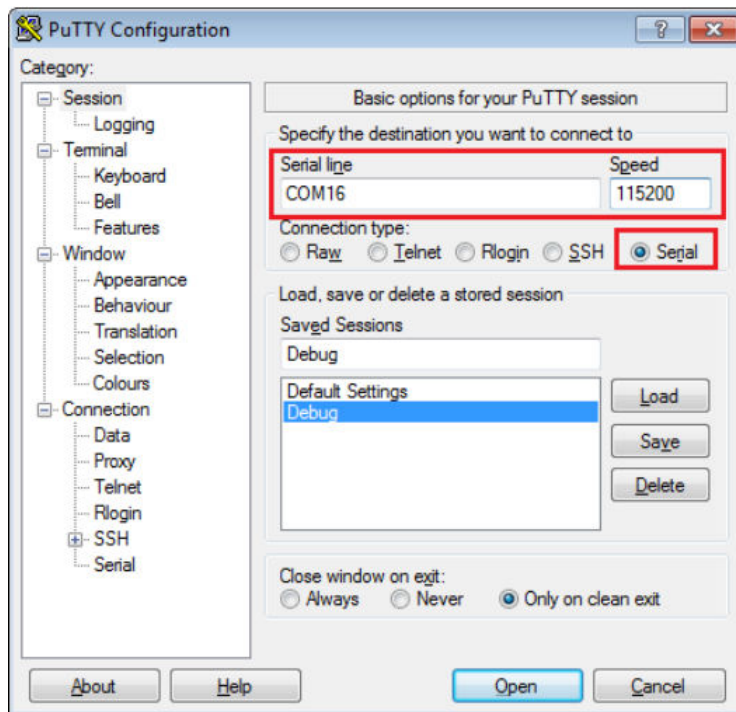 PuTTY Configuration
Category:
Session
Logging
Terminal
Keyboard
Bell
Features
Window
Appearance
Behaviour
Translation
Selection
Colours
Connection
Data
Proxy
Telnet
Rlogin
SSH
Serial
Basic options for your PuTTY session
Specify the destination you want to connect to
Serial line Speed
COM16 115200
Connection type:
Raw Telnet Rlogin SSH Serial
Load, save or delete a stored session
Saved Sessions
Debug
Default Settings
Debug
Load
Save
Delete
Close window on exit:
Always Never Only on clean exit
About Help Open Cancel